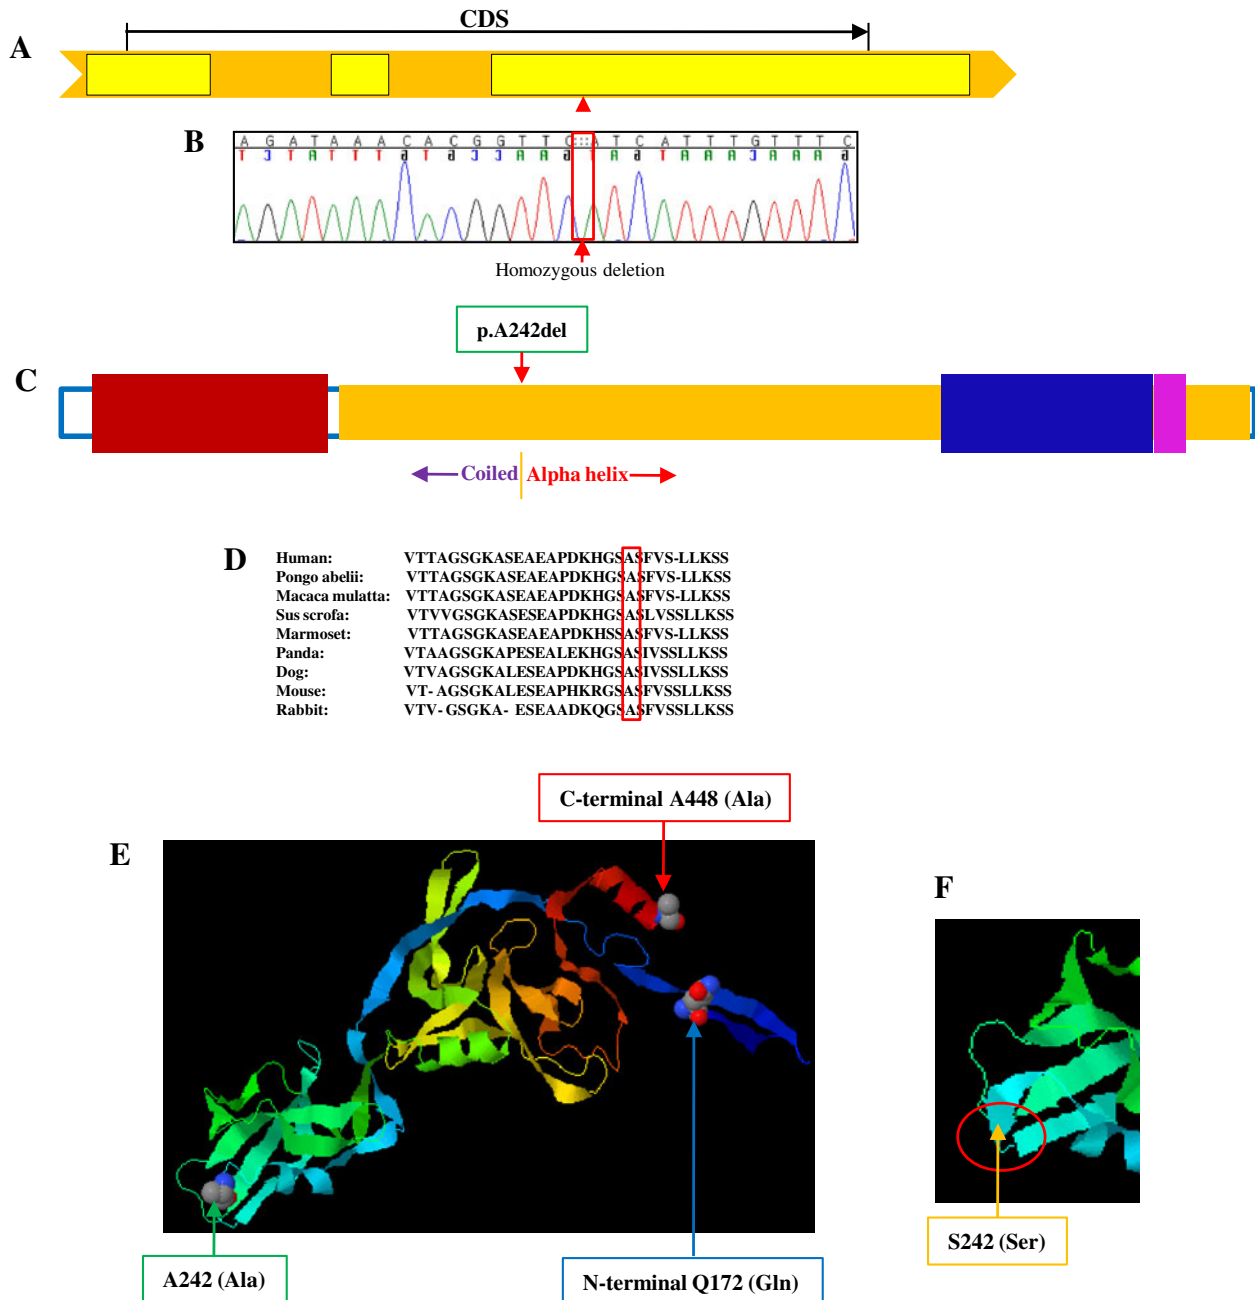 CDS
A
B
A G A T A A A C A C G G T T C ::: A T C A T T T G T T T C
T C T A T T T G T G C C A A G T A G T A A A C A A A G
Homozygous deletion
p.A242del
C
Coiled Alpha helix
D
Human: VTTAGSGKASEAEAPDKHGSASFVS-LLKSS
Pongo abelii: VTTAGSGKASEAEAPDKHGSASFVS-LLKSS
Macaca mulatta: VTTAGSGKASEAEAPDKHGSASFVS-LLKSS
Sus scrofa: VTVVGSGKASESEAPDKHGSASLVSSLLKSS
Marmoset: VTTAGSGKASEAEAPDKHSSASFVS-LLKSS
Panda: VTAAGSGKAPESEALEKHGSASIVSSLLKSS
Dog: VTVAGSGKALESEAPDKHGSASIVSSLLKSS
Mouse: VT- AGSGKALESEAPHKRGSASFVSSLLKSS
Rabbit: VTV- GSGKA- ESEAADKQGSASFVSSLLKSS
C-terminal A448 (Ala)
E
F
A242 (Ala)
N-terminal Q172 (Gln)
S242 (Ser)